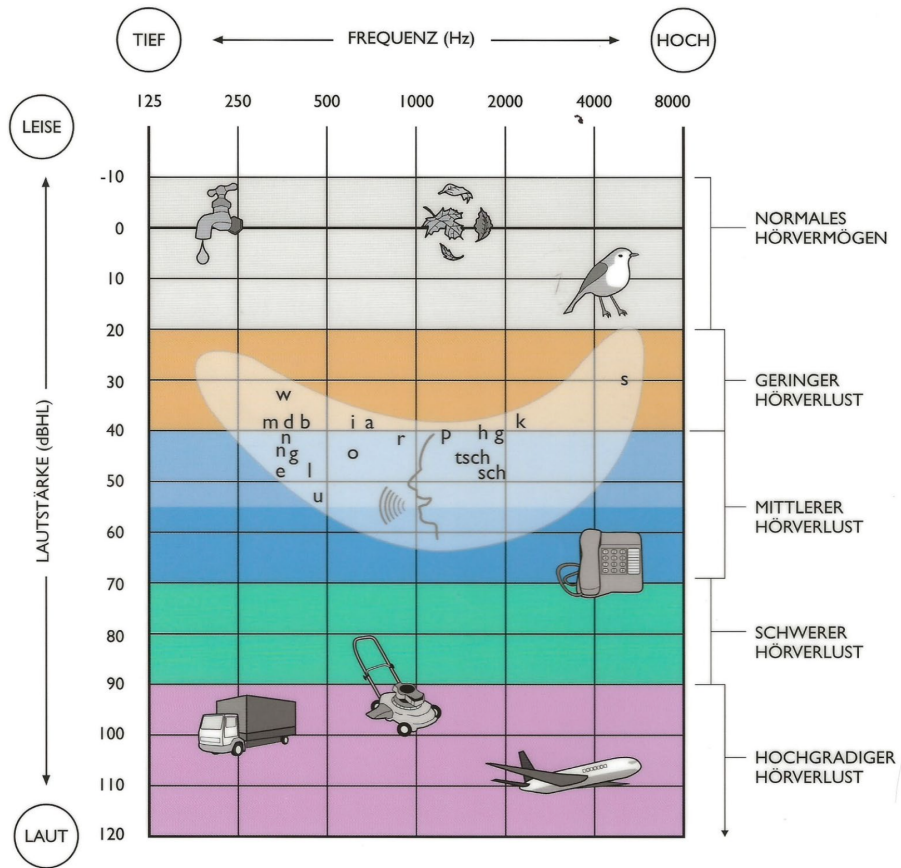 TIEF FREQUENZ (Hz) HOCH
125 250 500 1000 2000 4000 8000
LEISE
LAUTSTÄRKE (dBHL)
LAUT
-10
0
10
20
30
40
50
60
70
80
90
100
110
120
w
s
m d b i a k
n r p h g
n g o tsch
e l sch
u
NORMALES
HÖRVERMÖGEN
GERINGER
HÖRVERLUST
MITTLERER
HÖRVERLUST
SCHWERER
HÖRVERLUST
HOCHGRADIGER
HÖRVERLUST